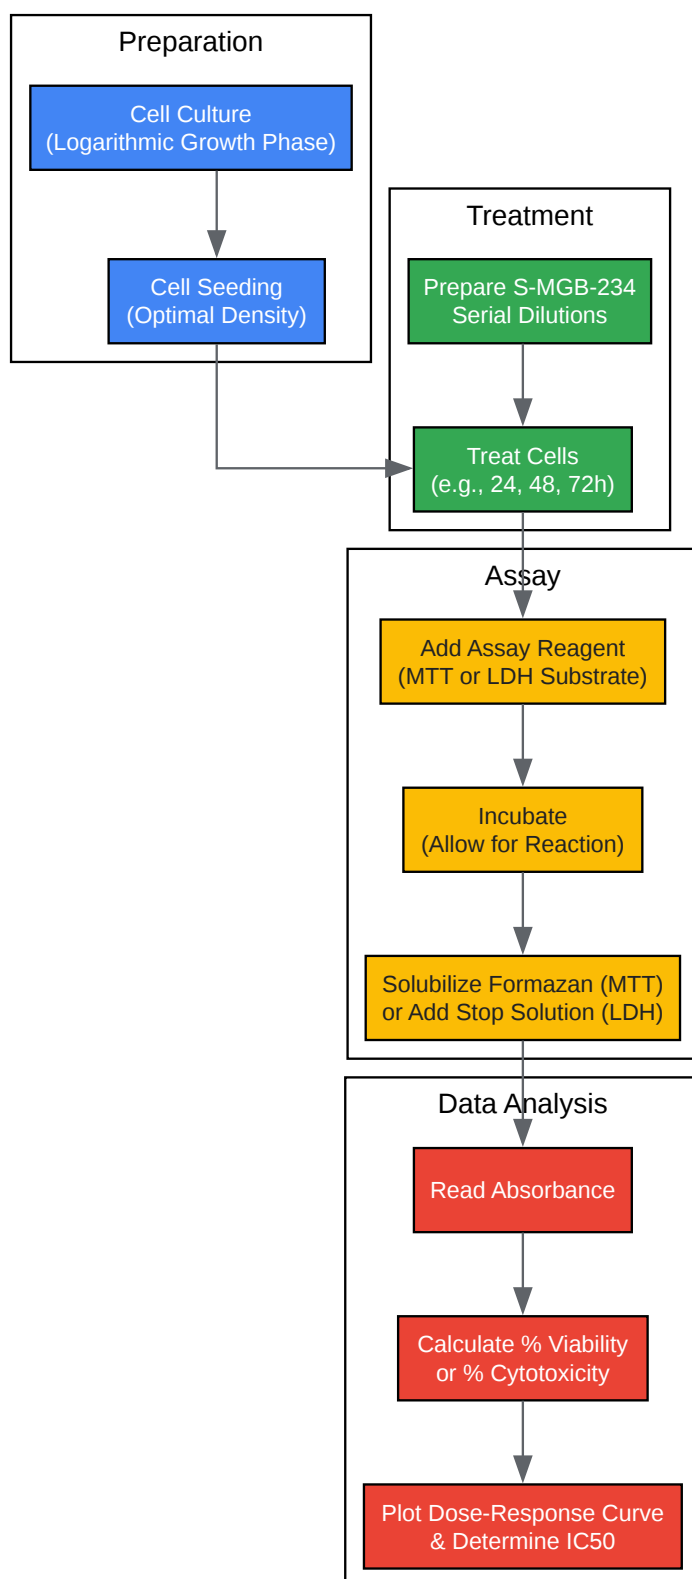 Preparation
Cell Culture
(Logarithmic Growth Phase)
Cell Seeding
(Optimal Density)
Treatment
Prepare S-MGB-234
Serial Dilutions
Treat Cells
(e.g., 24, 48, 72h)
Assay
Add Assay Reagent
(MTT or LDH Substrate)
Incubate
(Allow for Reaction)
Solubilize Formazan (MTT)
or Add Stop Solution (LDH)
Data Analysis
Read Absorbance
Calculate % Viability
or % Cytotoxicity
Plot Dose-Response Curve
& Determine IC50